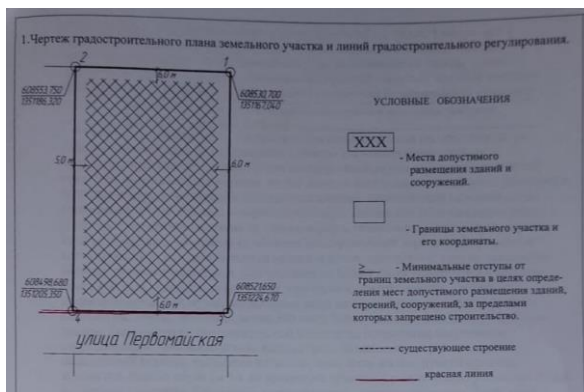 1.Чертеж градостроительного плана земельного участка и линий градостроительного регулирования.
2
1
6.0 м
608553.750
1351186.320
608530.700
1351167.040
УСЛОВНЫЕ ОБОЗНАЧЕНИЯ
XXX
- Места допустимого
размещения зданий и
сооружений.
5.0 м
6.0 м
- Границы земельного участка и
его координаты.
608498.680
1351205.350
608521.650
1351224.670
> - Минимальные отступы от
границ земельного участка в целях опреде-
ления мест допустимого размещения зданий,
строений, сооружений, за пределами
которых запрещено строительство.
6.0 м
4
3
улица Первомайская
- существующее строение
красная линия